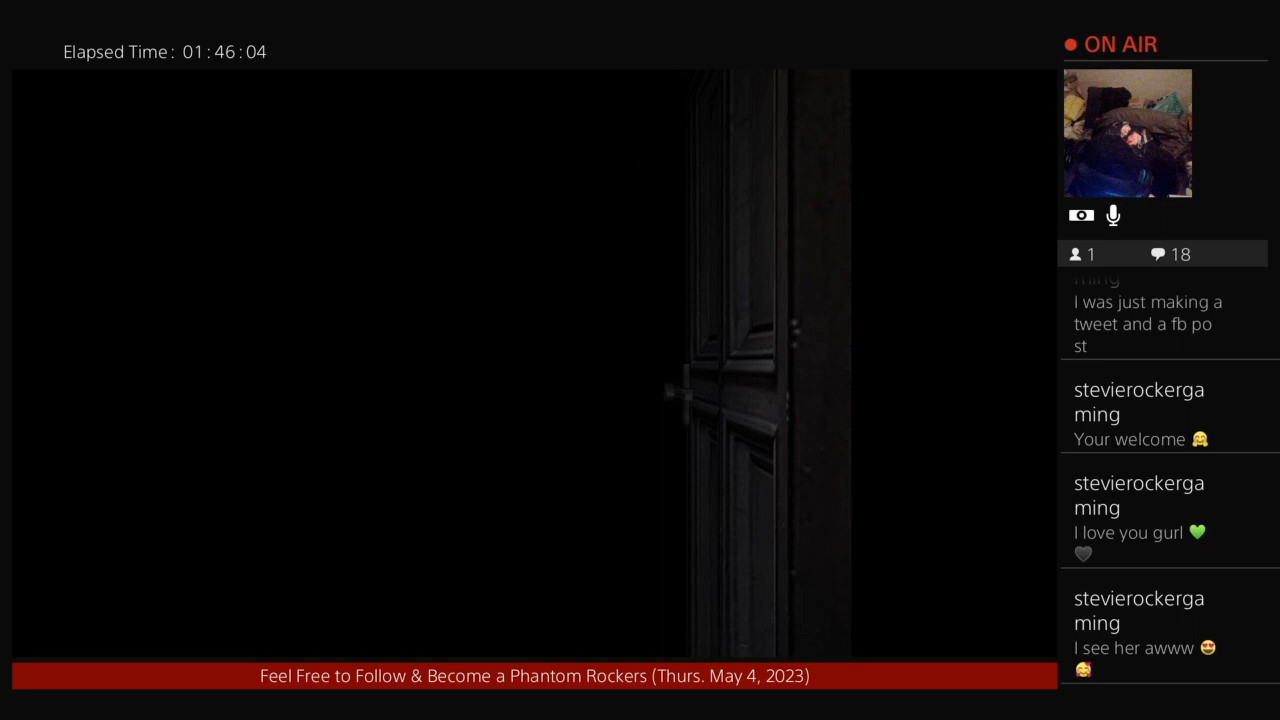 Elapsed Time: 01:46:04
ON AIR
1
18
ming
I was just making a
tweet and a fb po
st
stevierockerga
ming
Your welcome 🤗
stevierockerga
ming
I love you gurl 💚
🖤
stevierockerga
ming
I see her awww 😍
🥰
Feel Free to Follow & Become a Phantom Rockers (Thurs. May 4, 2023)